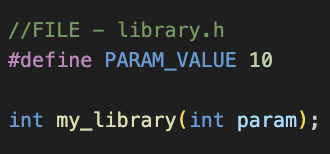 //FILE - library.h
#define PARAM_VALUE 10
int my_library(int param);